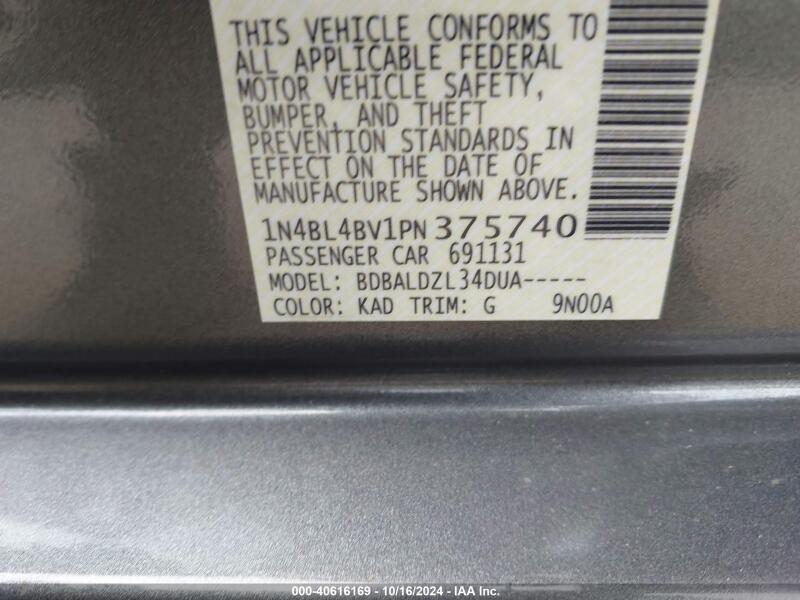 THIS VEHICLE CONFORMS TO
ALL APPLICABLE FEDERAL
MOTOR VEHICLE SAFETY,
BUMPER, AND THEFT
PREVENTION STANDARDS IN
EFFECT ON THE DATE OF
MANUFACTURE SHOWN ABOVE.
1N4BL4BV1PN375740
PASSENGER CAR 691131
MODEL: BDBALDZL34DUA-----
COLOR: KAD TRIM: G 9N00A
000-40616169 - 10/16/2024 - IAA Inc.